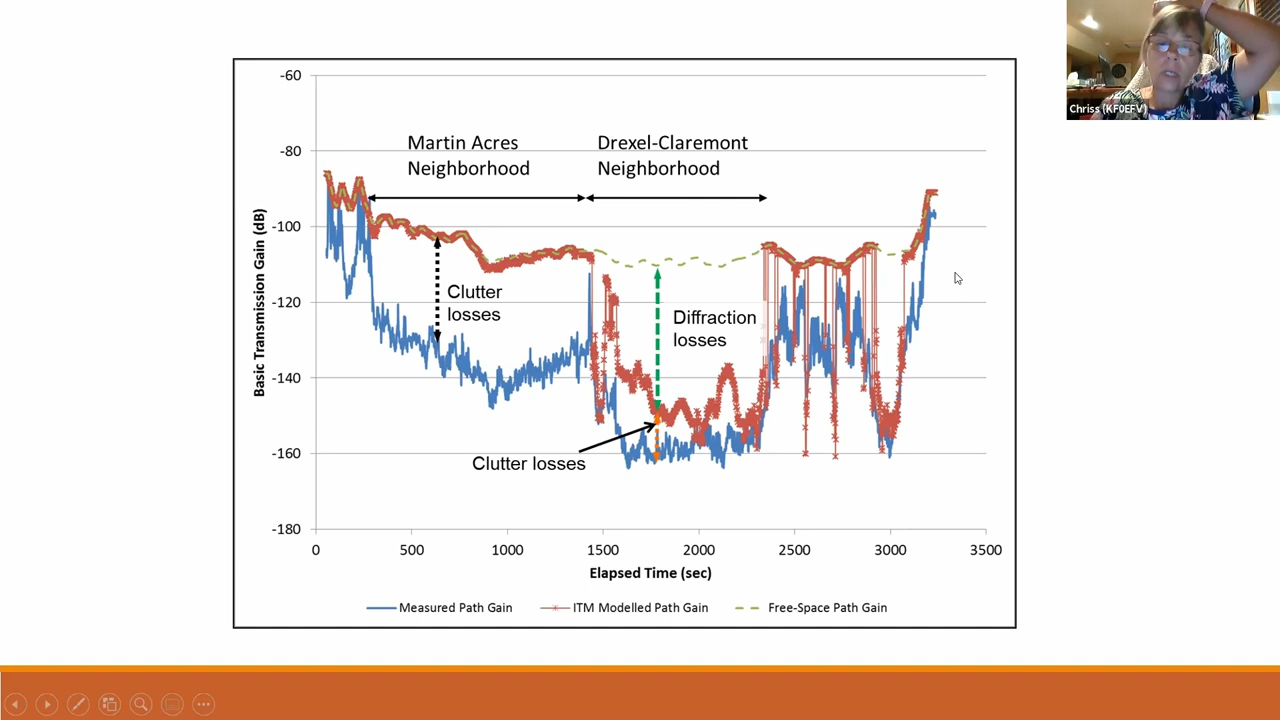 Chriss (KF0EFV)
-60
-80
-100
-120
-140
-160
-180
Basic Transmission Gain (dB)
Martin Acres
Neighborhood
Drexel-Claremont
Neighborhood
Clutter
losses
Diffraction
losses
Clutter losses
0 500 1000 1500 2000 2500 3000 3500
Elapsed Time (sec)
Measured Path Gain ITM Modelled Path Gain Free-Space Path Gain